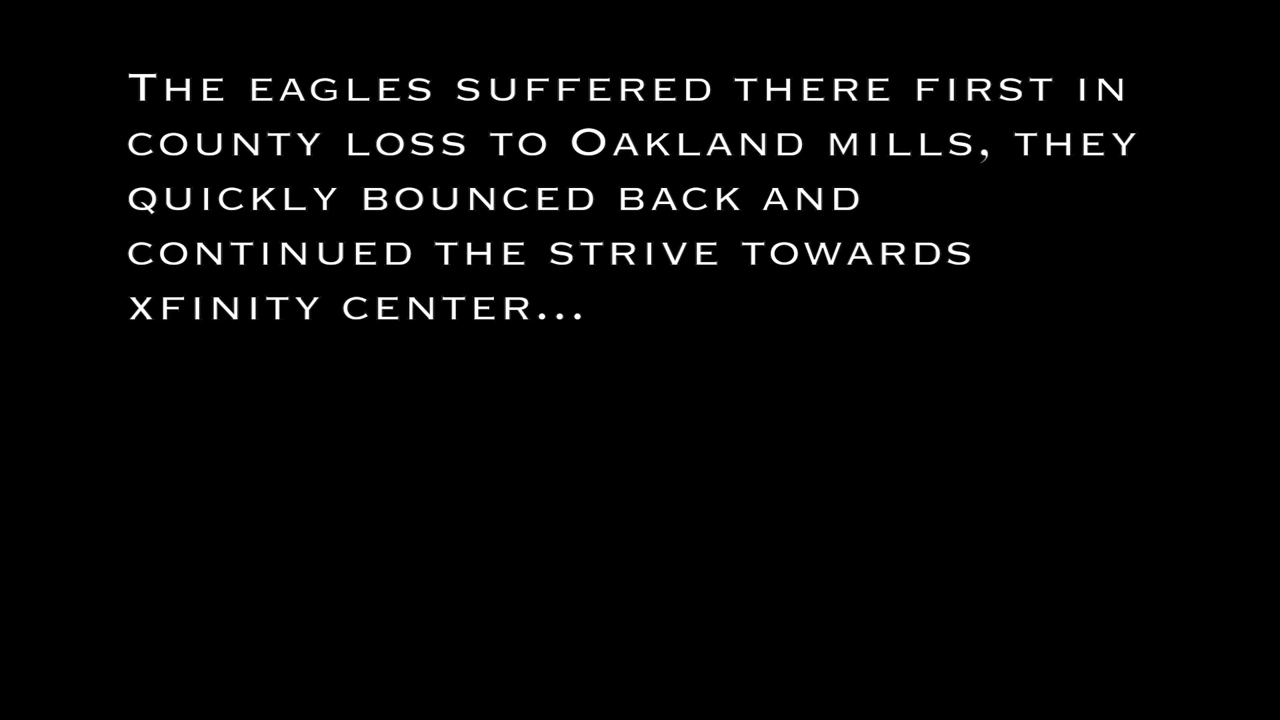 The eagles suffered there first in
county loss to Oakland mills, they
quickly bounced back and
continued the strive towards
xfinity center...